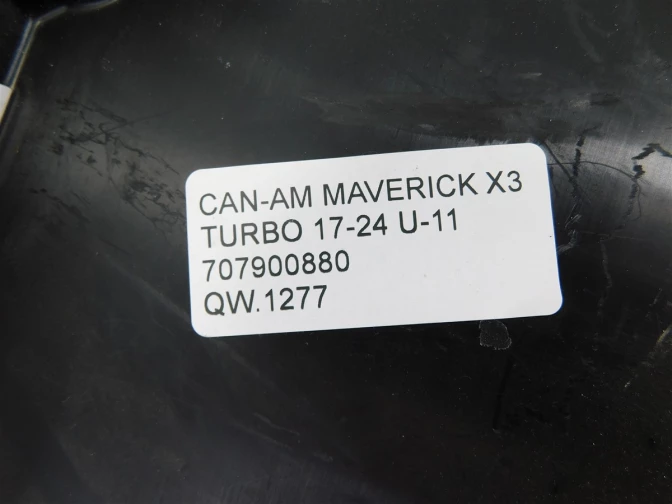 CAN-AM MAVERICK X3
TURBO 17-24 U-11
707900880
QW.1277